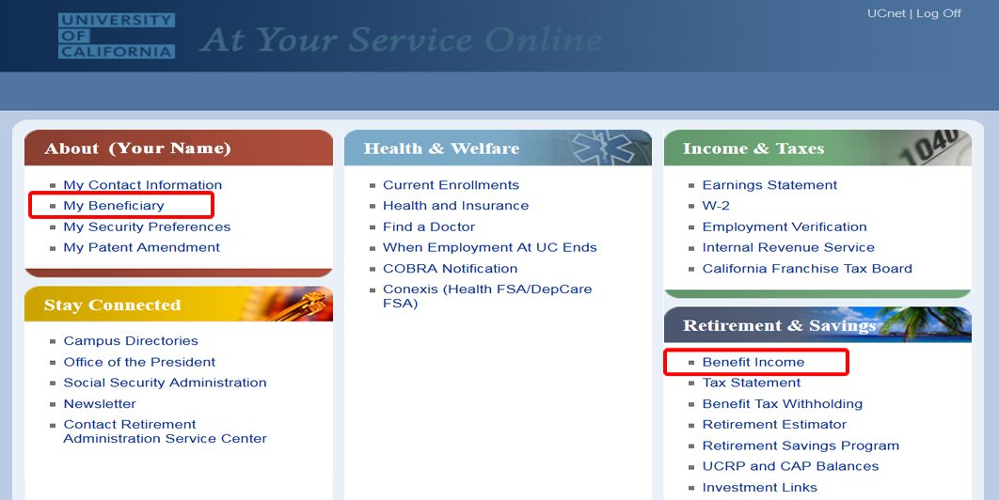 UNIVERSITY
OF
CALIFORNIA
At Your Service Online
UCnet | Log Off
About (Your Name)
My Contact Information
My Beneficiary
My Security Preferences
My Patent Amendment
Stay Connected
Campus Directories
Office of the President
Social Security Administration
Newsletter
Contact Retirement
Administration Service Center
Health & Welfare
Current Enrollments
Health and Insurance
Find a Doctor
When Employment At UC Ends
COBRA Notification
Conexis (Health FSA/DepCare
FSA)
Income & Taxes
1040
Earnings Statement
W-2
Employment Verification
Internal Revenue Service
California Franchise Tax Board
Retirement & Savings
Benefit Income
Tax Statement
Benefit Tax Withholding
Retirement Estimator
Retirement Savings Program
UCRP and CAP Balances
Investment Links